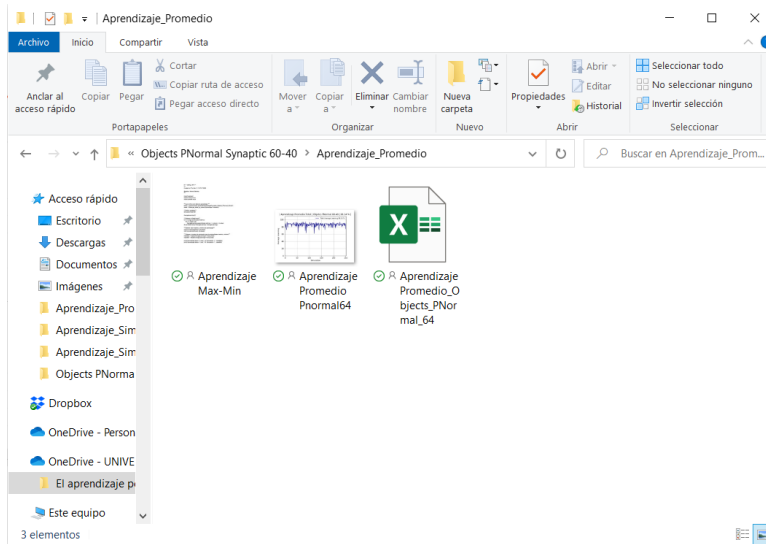 Aprendizaje_Promedio
Archivo Inicio Compartir Vista
Anclar al
acceso rápido
Copiar
Pegar
Cortar
Copiar ruta de acceso
Pegar acceso directo
Mover
a
Copiar
a
Eliminar
Cambiar
nombre
Nueva
carpeta
Propiedades
Abrir
Editar
Historial
Seleccionar todo
No seleccionar ninguno
Invertir selección
Portapapeles Organizar Nuevo Abrir Seleccionar
« Objects PNormal Synaptic 60-40 > Aprendizaje_Promedio
Buscar en Aprendizaje_Prom...
Acceso rápido
Escritorio
Descargas
Documentos
Imágenes
Aprendizaje_Pro
Aprendizaje_Sim
Aprendizaje_Sim
Objects PNorma
Dropbox
OneDrive - Person
OneDrive - UNIVE
El aprendizaje p
Este equipo
Aprendizaje
Max-Min
Aprendizaje
Promedio
Pnormal64
X
Aprendizaje
Promedio_O
bjects_PNor
mal_64
3 elementos